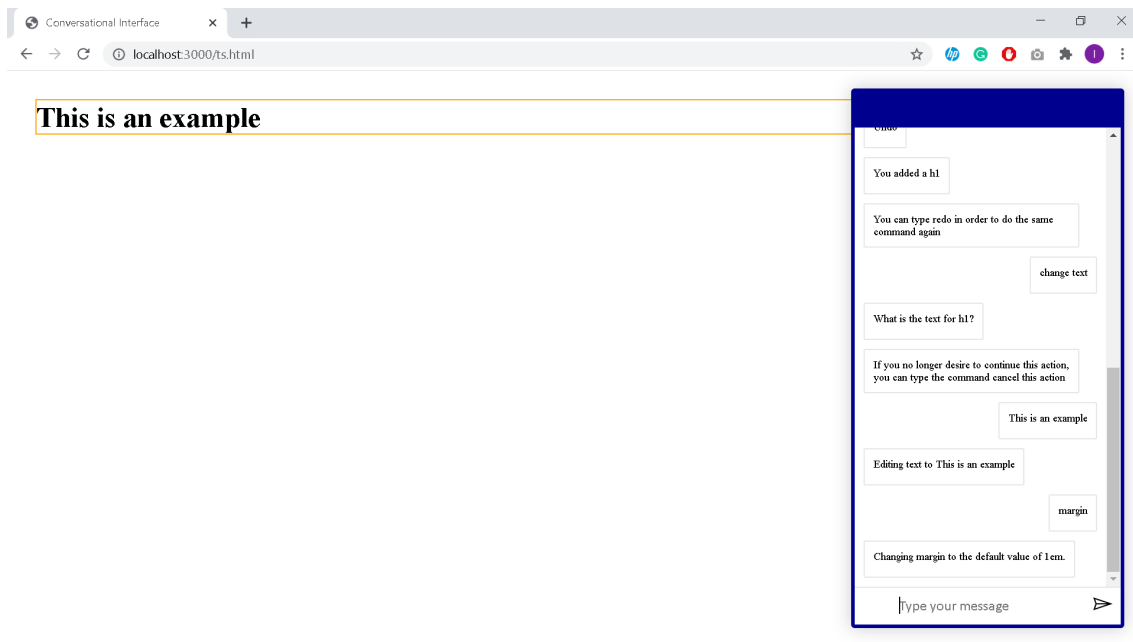 Conversational Interface
localhost:3000/ts.html
This is an example
Undo
You added a h1
You can type redo in order to do the same
command again
change text
What is the text for h1?
If you no longer desire to continue this action,
you can type the command cancel this action
This is an example
Editing text to This is an example
margin
Changing margin to the default value of 1em.
Type your message